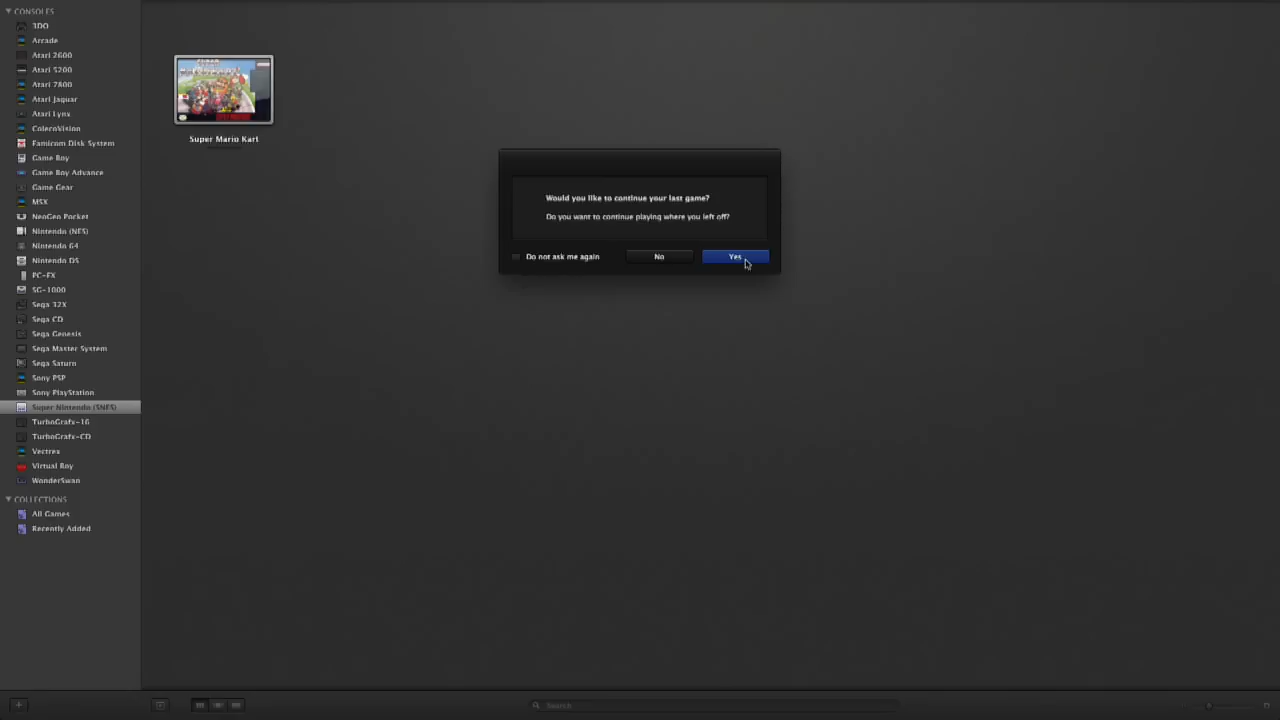 CONSOLES
3DO
Arcade
Atari 2600
Atari 5200
Atari 7800
Atari Jaguar
Atari Lynx
ColecoVision
Famicom Disk System
Game Boy
Game Boy Advance
Game Gear
MSX
NeoGeo Pocket
Nintendo (NES)
Nintendo 64
Nintendo DS
PC-FX
SG-1000
Sega 32X
Sega CD
Sega Genesis
Sega Master System
Sega Saturn
Sony PSP
Sony PlayStation
Super Nintendo (SNES)
TurboGrafx-16
TurboGrafx-CD
Vectrex
Virtual Boy
WonderSwan
COLLECTIONS
All Games
Recently Added
Super Mario Kart
Would you like to continue your last game?
Do you want to continue playing where you left off?
Do not ask me again
No
Yes
Search